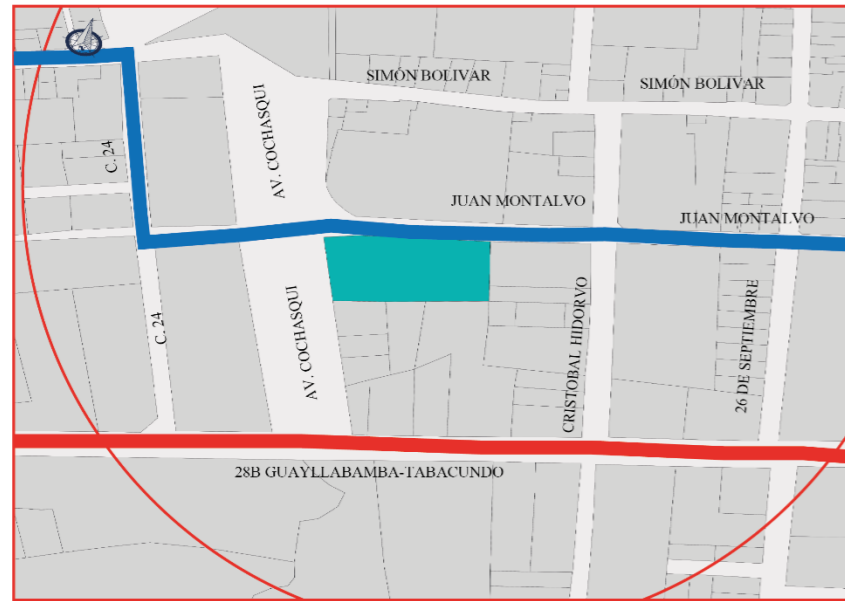 SIMÓN BOLIVAR
SIMÓN BOLIVAR
C. 24
AV. COCHASQUI
JUAN MONTALVO
JUAN MONTALVO
C. 24
AV. COCHASQUI
CRISTOBAL HIDORVO
26 DE SEPTIEMBRE
28B GUAYLLABAMBA-TABACUNDO